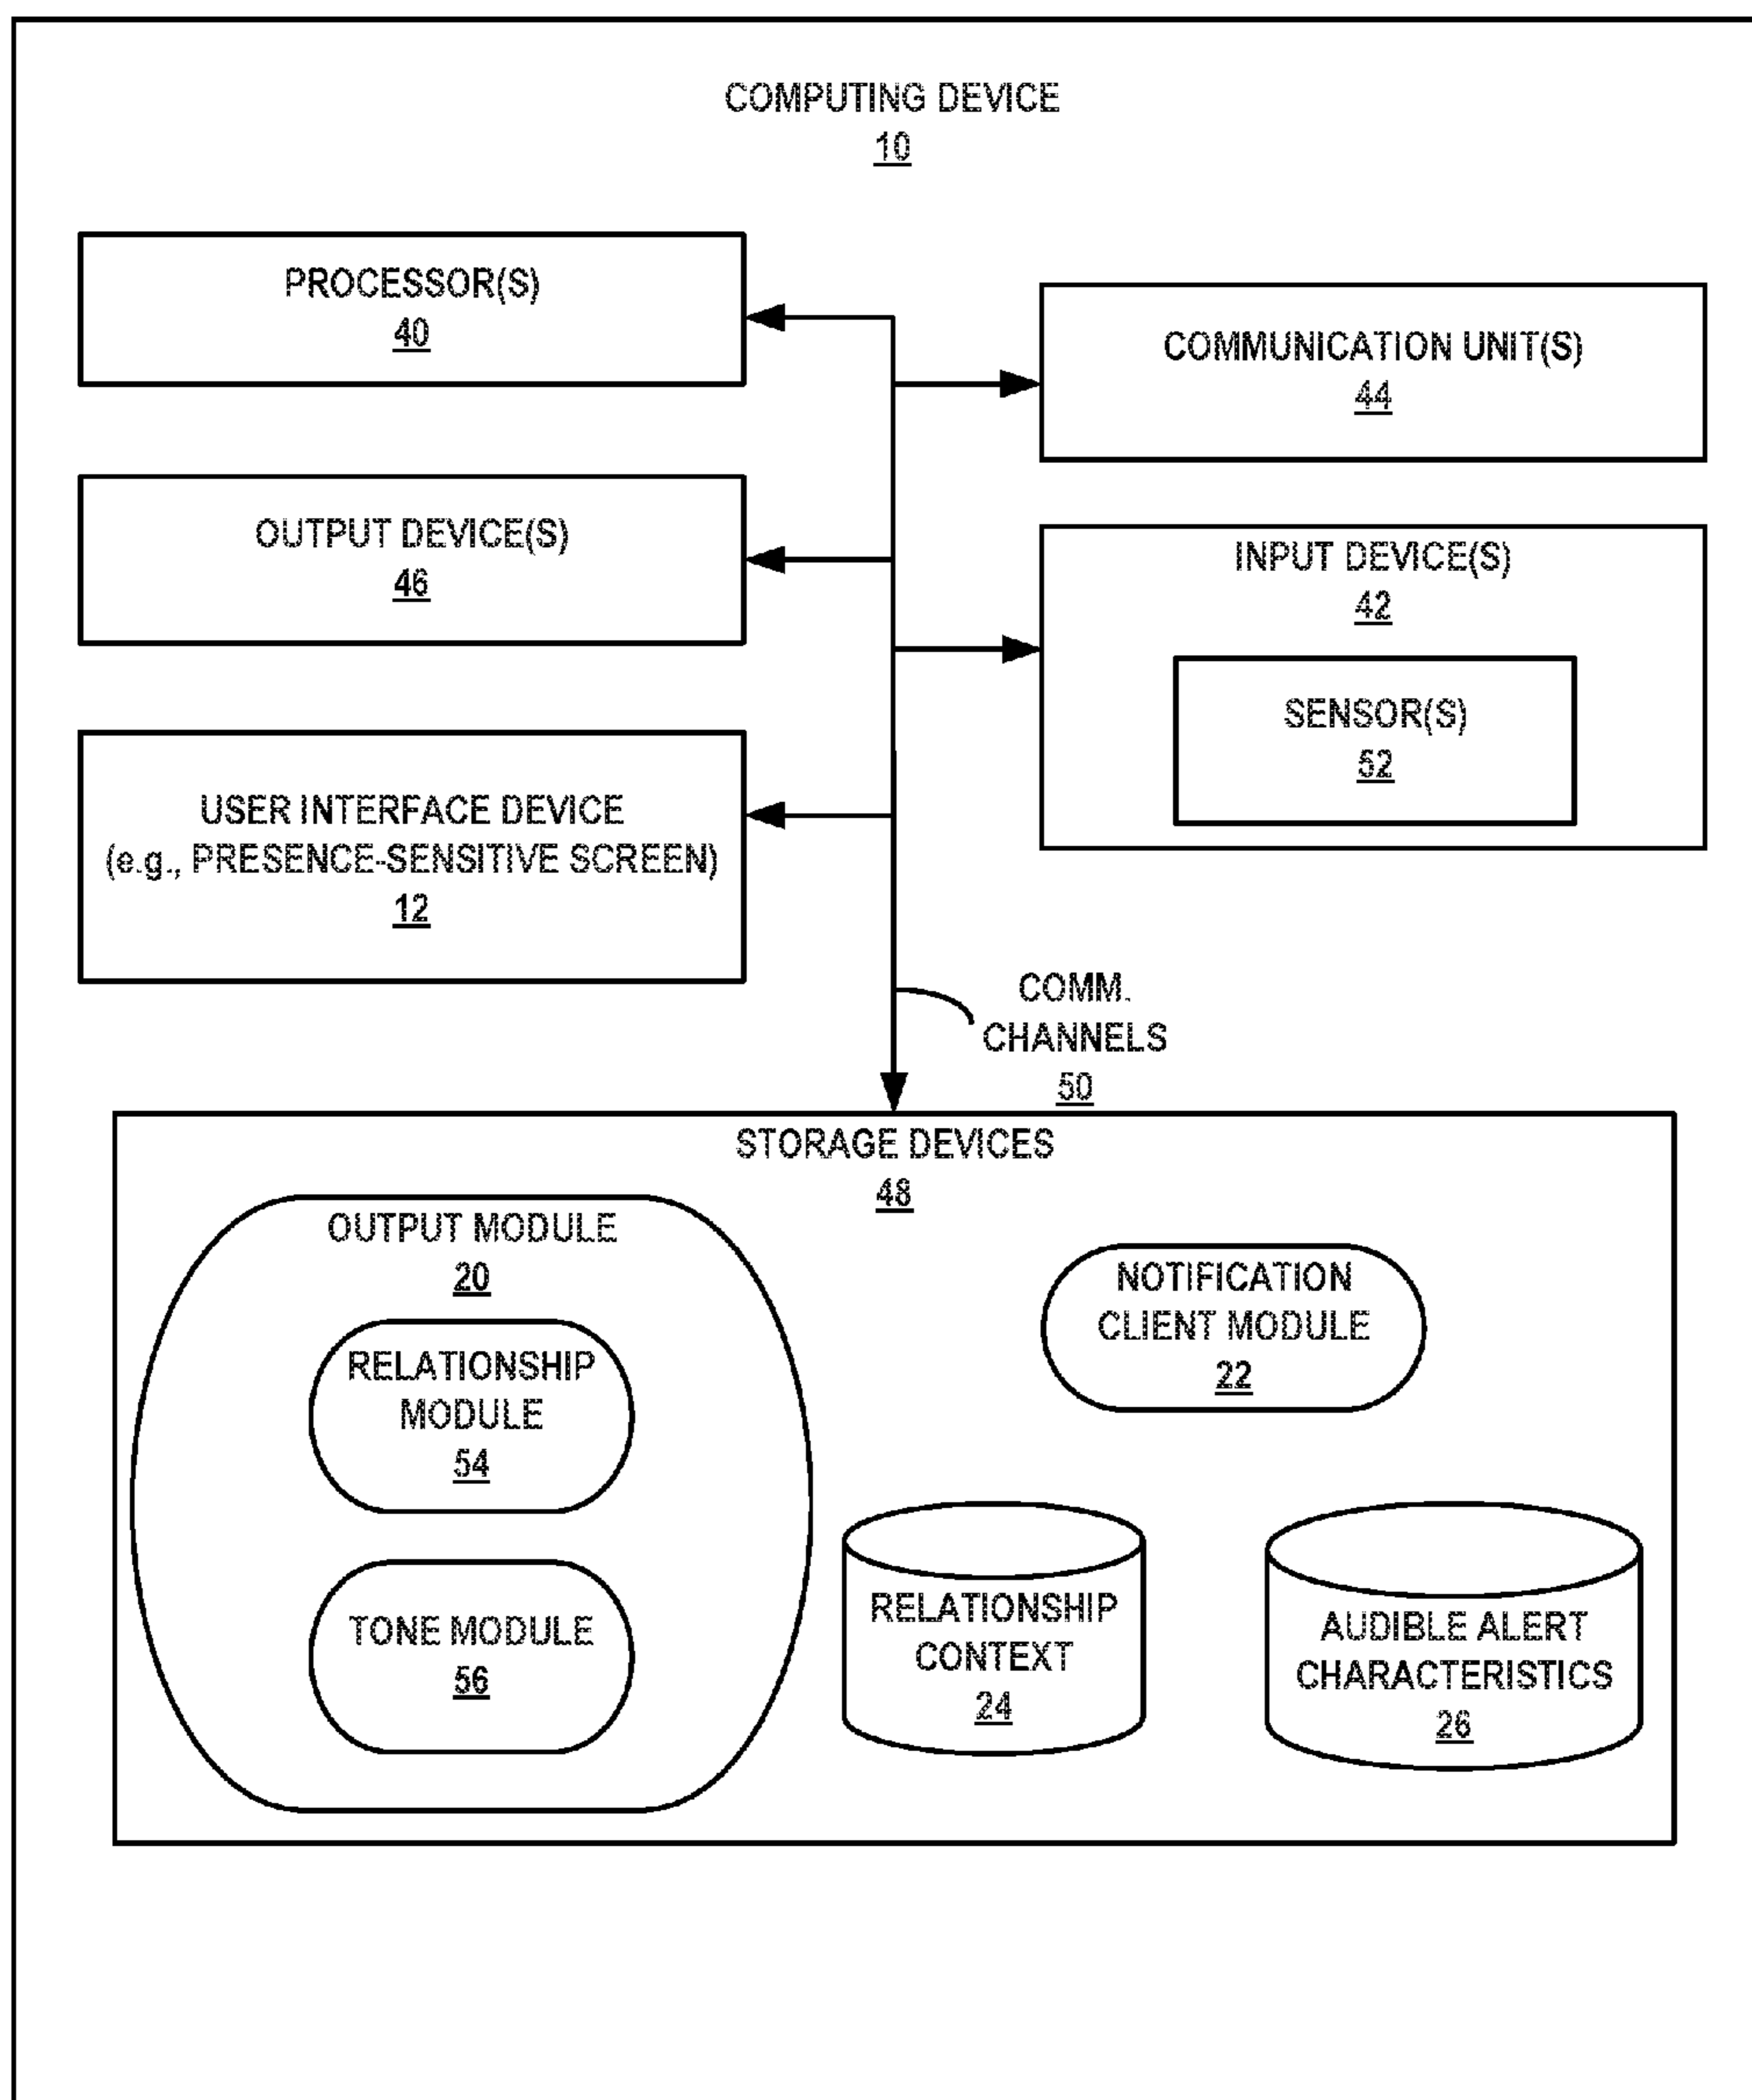 COMPUTING DEVICE
10
PROCESSOR(S)
40
COMMUNICATION UNIT(S)
44
OUTPUT DEVICE(S)
46
INPUT DEVICE(S)
42
SENSOR(S)
52
USER INTERFACE DEVICE
(e.g., PRESENCE-SENSITIVE SCREEN)
12
COMM.
CHANNELS
50
STORAGE DEVICES
48
OUTPUT MODULE
20
RELATIONSHIP
MODULE
54
TONE MODULE
56
NOTIFICATION
CLIENT MODULE
22
RELATIONSHIP
CONTEXT
24
AUDIBLE ALERT
CHARACTERISTICS
26